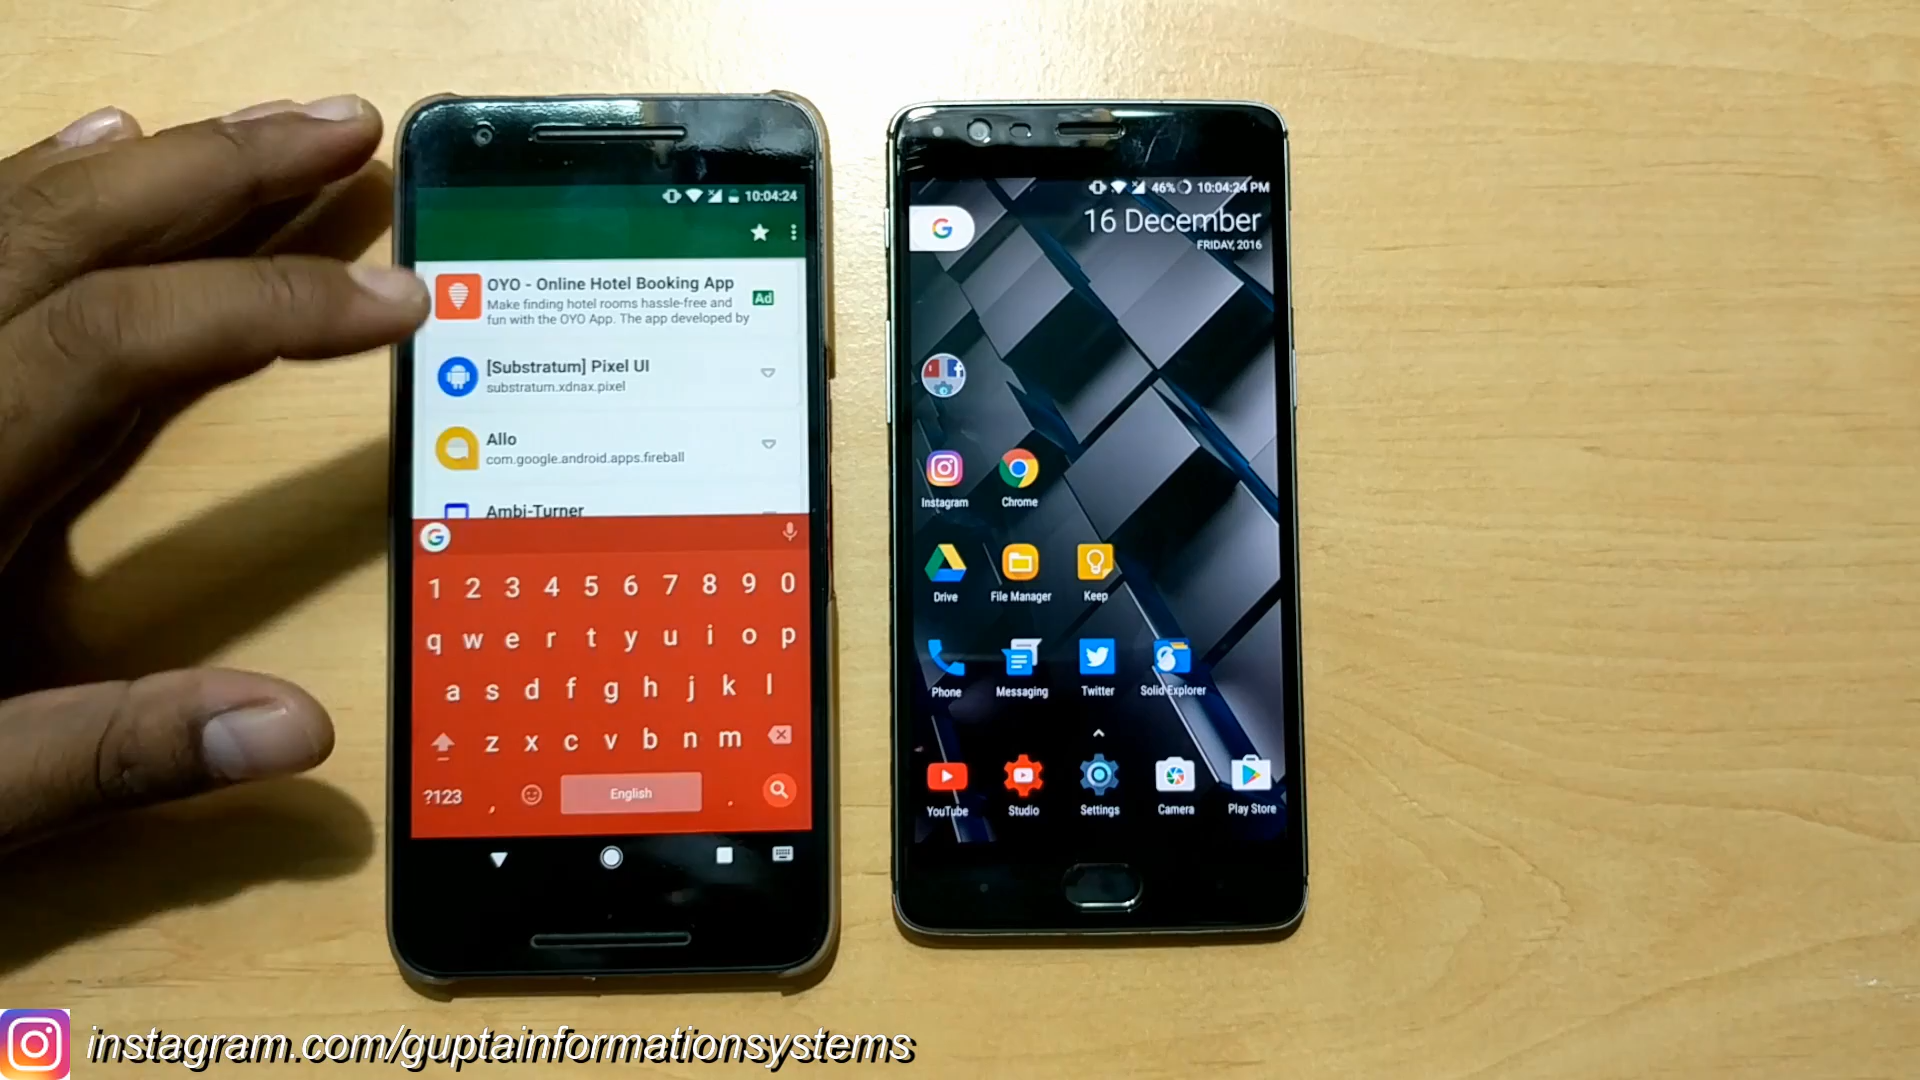 10:04:24
OYO - Online Hotel Booking App
Make finding hotel rooms hassle-free and
fun with the OYO App. The app developed by
Ad
[Substratum] Pixel UI
substratum.xdnax.pixel
Allo
com.google.android.apps.fireball
Ambi-Turner
G
1 2 3 4 5 6 7 8 9 0
q w e r t y u i o p
a s d f g h j k l
z x c v b n m
?123 , English .
46% 10:04:24 PM
G
16 December
FRIDAY, 2016
Instagram Chrome
Drive File Manager Keep
Phone Messaging Twitter Solid Explorer
YouTube Studio Settings Camera Play Store
instagram.com/guptainformationsystems